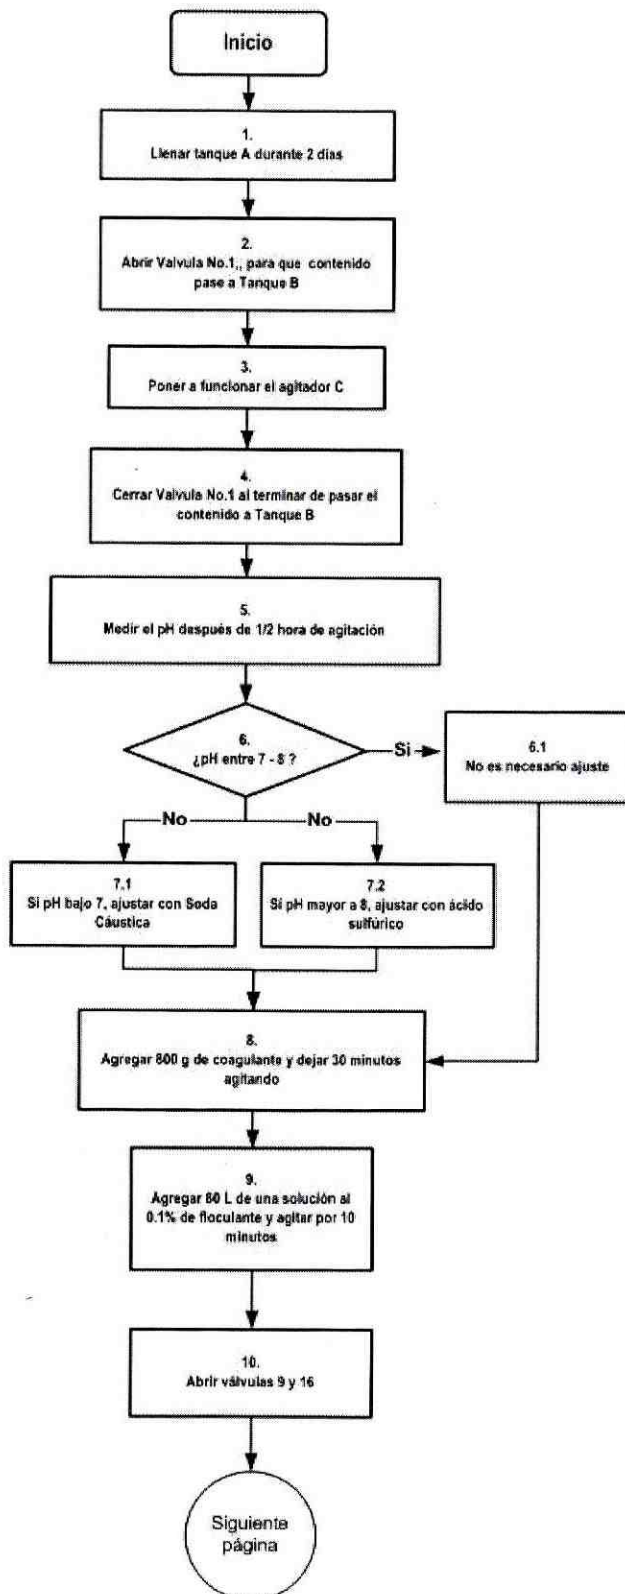 Inicio
1.
Llenar tanque A durante 2 días
2.
Abrir Valvula No.1,, para que contenido
pase a Tanque B
3.
Poner a funcionar el agitador C
4.
Cerrar Valvula No.1 al terminar de pasar el
contenido a Tanque B
5.
Medir el pH después de 1/2 hora de agitación
6.
¿pH entre 7 - 8 ?
Si
6.1
No es necesario ajuste
No
No
7.1
Si pH bajo 7, ajustar con Soda
Cáustica
7.2
Sí pH mayor a 8, ajustar con ácido
sulfúrico
8.
Agregar 800 g de coagulante y dejar 30 minutos
agitando
9.
Agregar 80 L de una solución al
0.1% de floculante y agitar por 10
minutos
10.
Abrir válvulas 9 y 16
Siguiente
página